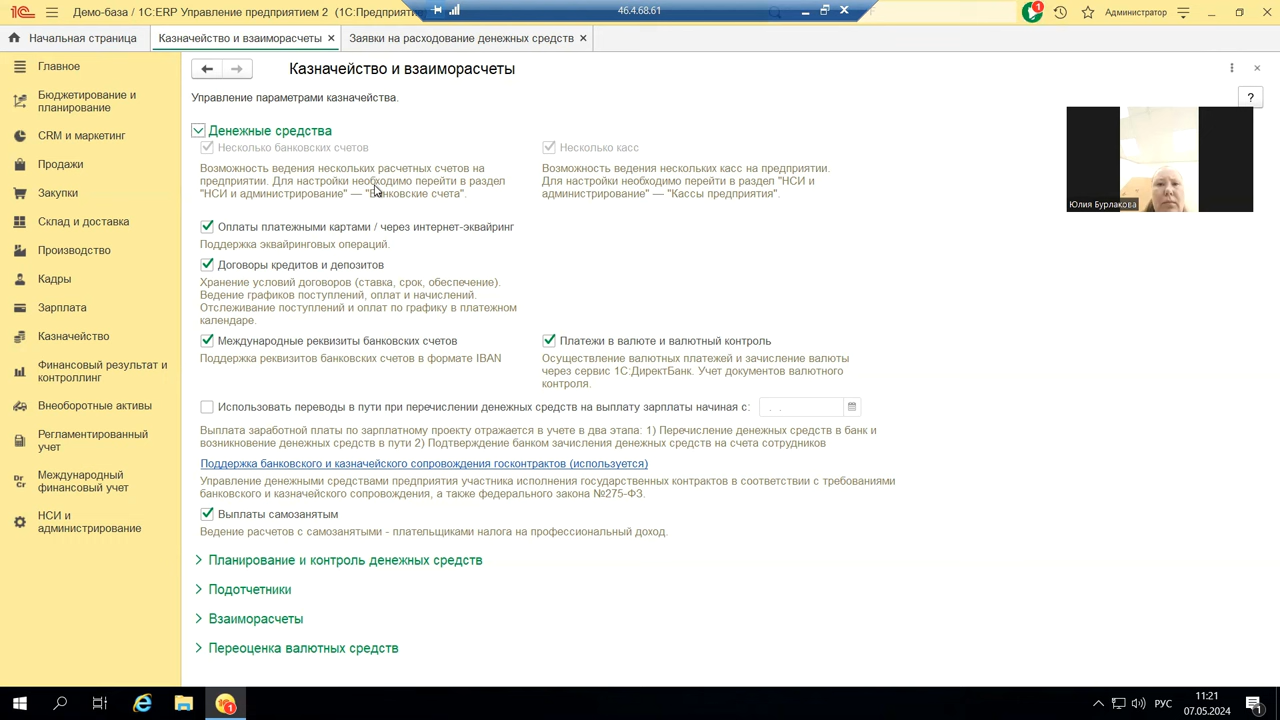 Демо-база / 1С:ERP Управление предприятием 2 (1С:Предприятие
46.4.68.61
1
Администратор
Начальная страница
Казначейство и взаиморасчеты ×
Заявки на расходование денежных средств ×
Главное
Бюджетирование и
планирование
CRM и маркетинг
Продажи
Закупки
Склад и доставка
Производство
Кадры
Зарплата
Казначейство
Финансовый результат и
контроллинг
Внеоборотные активы
Регламентированный
учет
Dr
Cr
Международный
финансовый учет
НСИ и
администрирование
Казначейство и взаиморасчеты
Управление параметрами казначейства.
?
Денежные средства
Несколько банковских счетов
Возможность ведения нескольких расчетных счетов на
предприятии. Для настройки необходимо перейти в раздел
"НСИ и администрирование" — "Банковские счета".
Несколько касс
Возможность ведения нескольких касс на предприятии.
Для настройки необходимо перейти в раздел "НСИ и
администрирование" — "Кассы предприятия".
Юлия Бурлакова
Оплаты платежными картами / через интернет-эквайринг
Поддержка эквайринговых операций.
Договоры кредитов и депозитов
Хранение условий договоров (ставка, срок, обеспечение).
Ведение графиков поступлений, оплат и начислений.
Отслеживание поступлений и оплат по графику в платежном
календаре.
Международные реквизиты банковских счетов
Поддержка реквизитов банковских счетов в формате IBAN
Платежи в валюте и валютный контроль
Осуществление валютных платежей и зачисление валюты
через сервис 1С:ДиректБанк. Учет документов валютного
контроля.
Использовать переводы в пути при перечислении денежных средств на выплату зарплаты начиная с: . .
Выплата заработной платы по зарплатному проекту отражается в учете в два этапа: 1) Перечисление денежных средств в банк и
возникновение денежных средств в пути 2) Подтверждение банком зачисления денежных средств на счета сотрудников
Поддержка банковского и казначейского сопровождения госконтрактов (используется)
Управление денежными средствами предприятия участника исполнения государственных контрактов в соответствии с требованиями
банковского и казначейского сопровождения, а также федерального закона №275-ФЗ.
Выплаты самозанятым
Ведение расчетов с самозанятыми - плательщиками налога на профессиональный доход.
Планирование и контроль денежных средств
Подотчетники
Взаиморасчеты
Переоценка валютных средств
1
РУС
11:21
07.05.2024
1